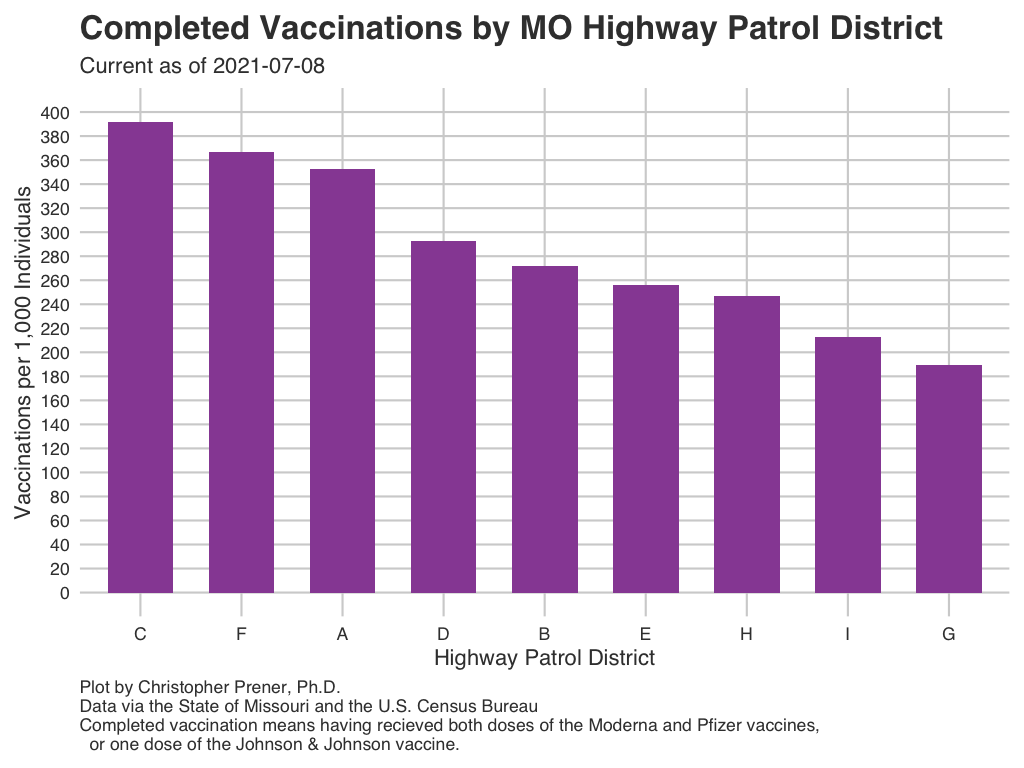 Completed Vaccinations by MO Highway Patrol District
Current as of 2021-07-08
Vaccinations per 1,000 Individuals
400
380
360
340
320
300
280
260
240
220
200
180
160
140
120
100
80
60
40
20
0
C F A D B E H I G
Highway Patrol District
Plot by Christopher Prener, Ph.D.
Data via the State of Missouri and the U.S. Census Bureau
Completed vaccination means having recieved both doses of the Moderna and Pfizer vaccines,
or one dose of the Johnson & Johnson vaccine.